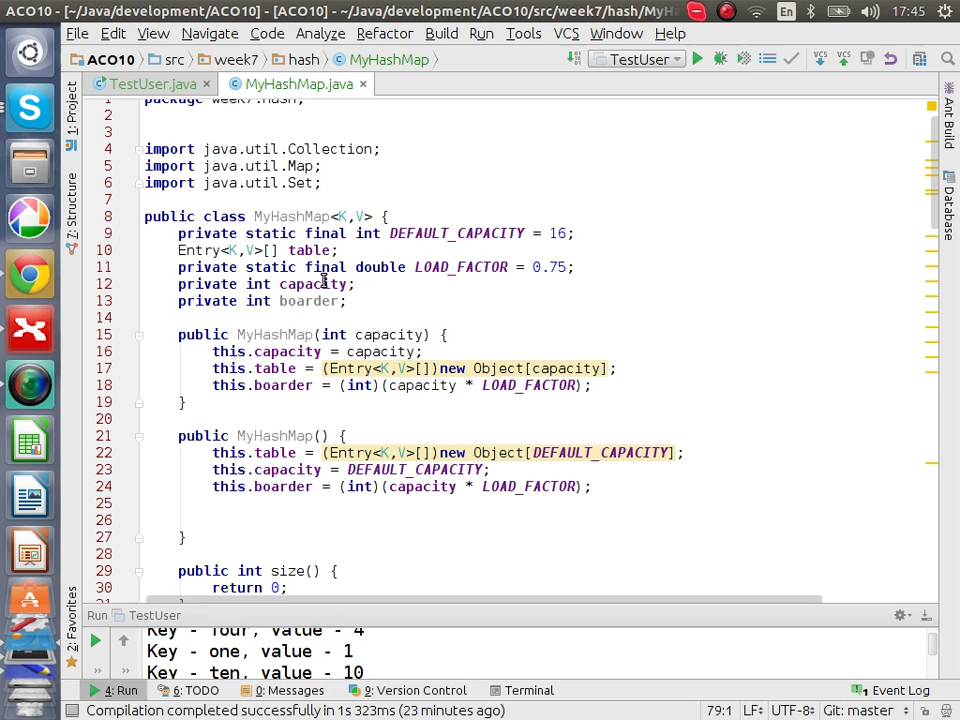 [ACO10 - [~/Java/development/ACO10] - [ACO10] - ~/Java/development/ACO10/src/week7/hash/MyH En 17:45
File Edit View Navigate Code Analyze Refactor Build Run Tools VCS Window Help
ACO10 src week7 hash MyHashMap TestUser VCS VCS
TestUser.java MyHashMap.java
1: Project
7: Structure
2: Favorites
Ant Build
Database
1 package week7.hash;
2
3
4 import java.util.Collection;
5 import java.util.Map;
6 import java.util.Set;
7
8 public class MyHashMap<K,V> {
9 private static final int DEFAULT_CAPACITY = 16;
10 Entry<K,V>[] table;
11 private static final double LOAD_FACTOR = 0.75;
12 private int capacity;
13 private int boarder;
14
15 public MyHashMap(int capacity) {
16 this.capacity = capacity;
17 this.table = (Entry<K,V>[])new Object[capacity];
18 this.boarder = (int)(capacity * LOAD_FACTOR);
19 }
20
21 public MyHashMap() {
22 this.table = (Entry<K,V>[])new Object[DEFAULT_CAPACITY];
23 this.capacity = DEFAULT_CAPACITY;
24 this.boarder = (int)(capacity * LOAD_FACTOR);
25
26
27 }
28
29 public int size() {
30 return 0;
Run TestUser
Key - four, value - 4
Key - one, value - 1
Key - ten, value - 10
4: Run 6: TODO 0: Messages 9: Version Control Terminal 1 Event Log
Compilation completed successfully in 1s 323ms (23 minutes ago) 79:1 LF UTF-8 Git: master